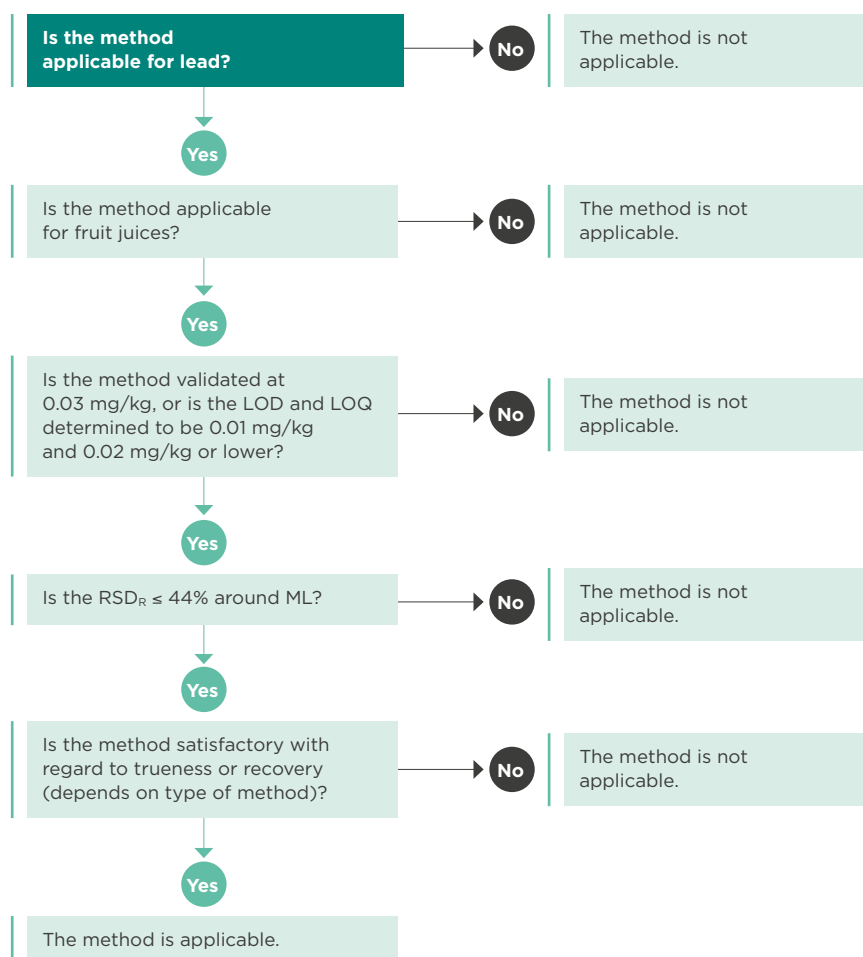 Is the method
applicable for lead?
No
The method is not
applicable.
Yes
Is the method applicable
for fruit juices?
No
The method is not
applicable.
Yes
Is the method validated at
0.03 mg/kg, or is the LOD and LOQ
determined to be 0.01 mg/kg
and 0.02 mg/kg or lower?
No
The method is not
applicable.
Yes
Is the RSDR ≤ 44% around ML?
No
The method is not
applicable.
Yes
Is the method satisfactory with
regard to trueness or recovery
(depends on type of method)?
No
The method is not
applicable.
Yes
The method is applicable.